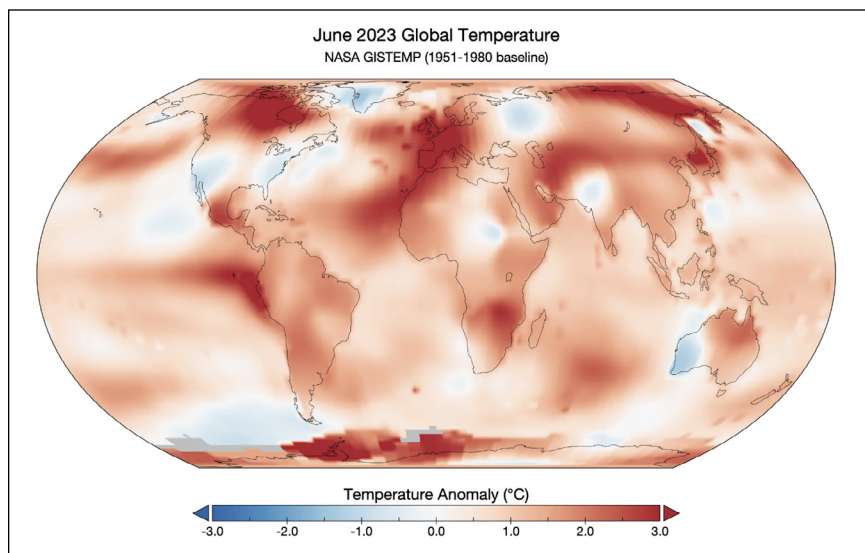 June 2023 Global Temperature
NASA GISTEMP (1951-1980 baseline)
Temperature Anomaly (°C)
-3.0 -2.0 -1.0 0.0 1.0 2.0 3.0